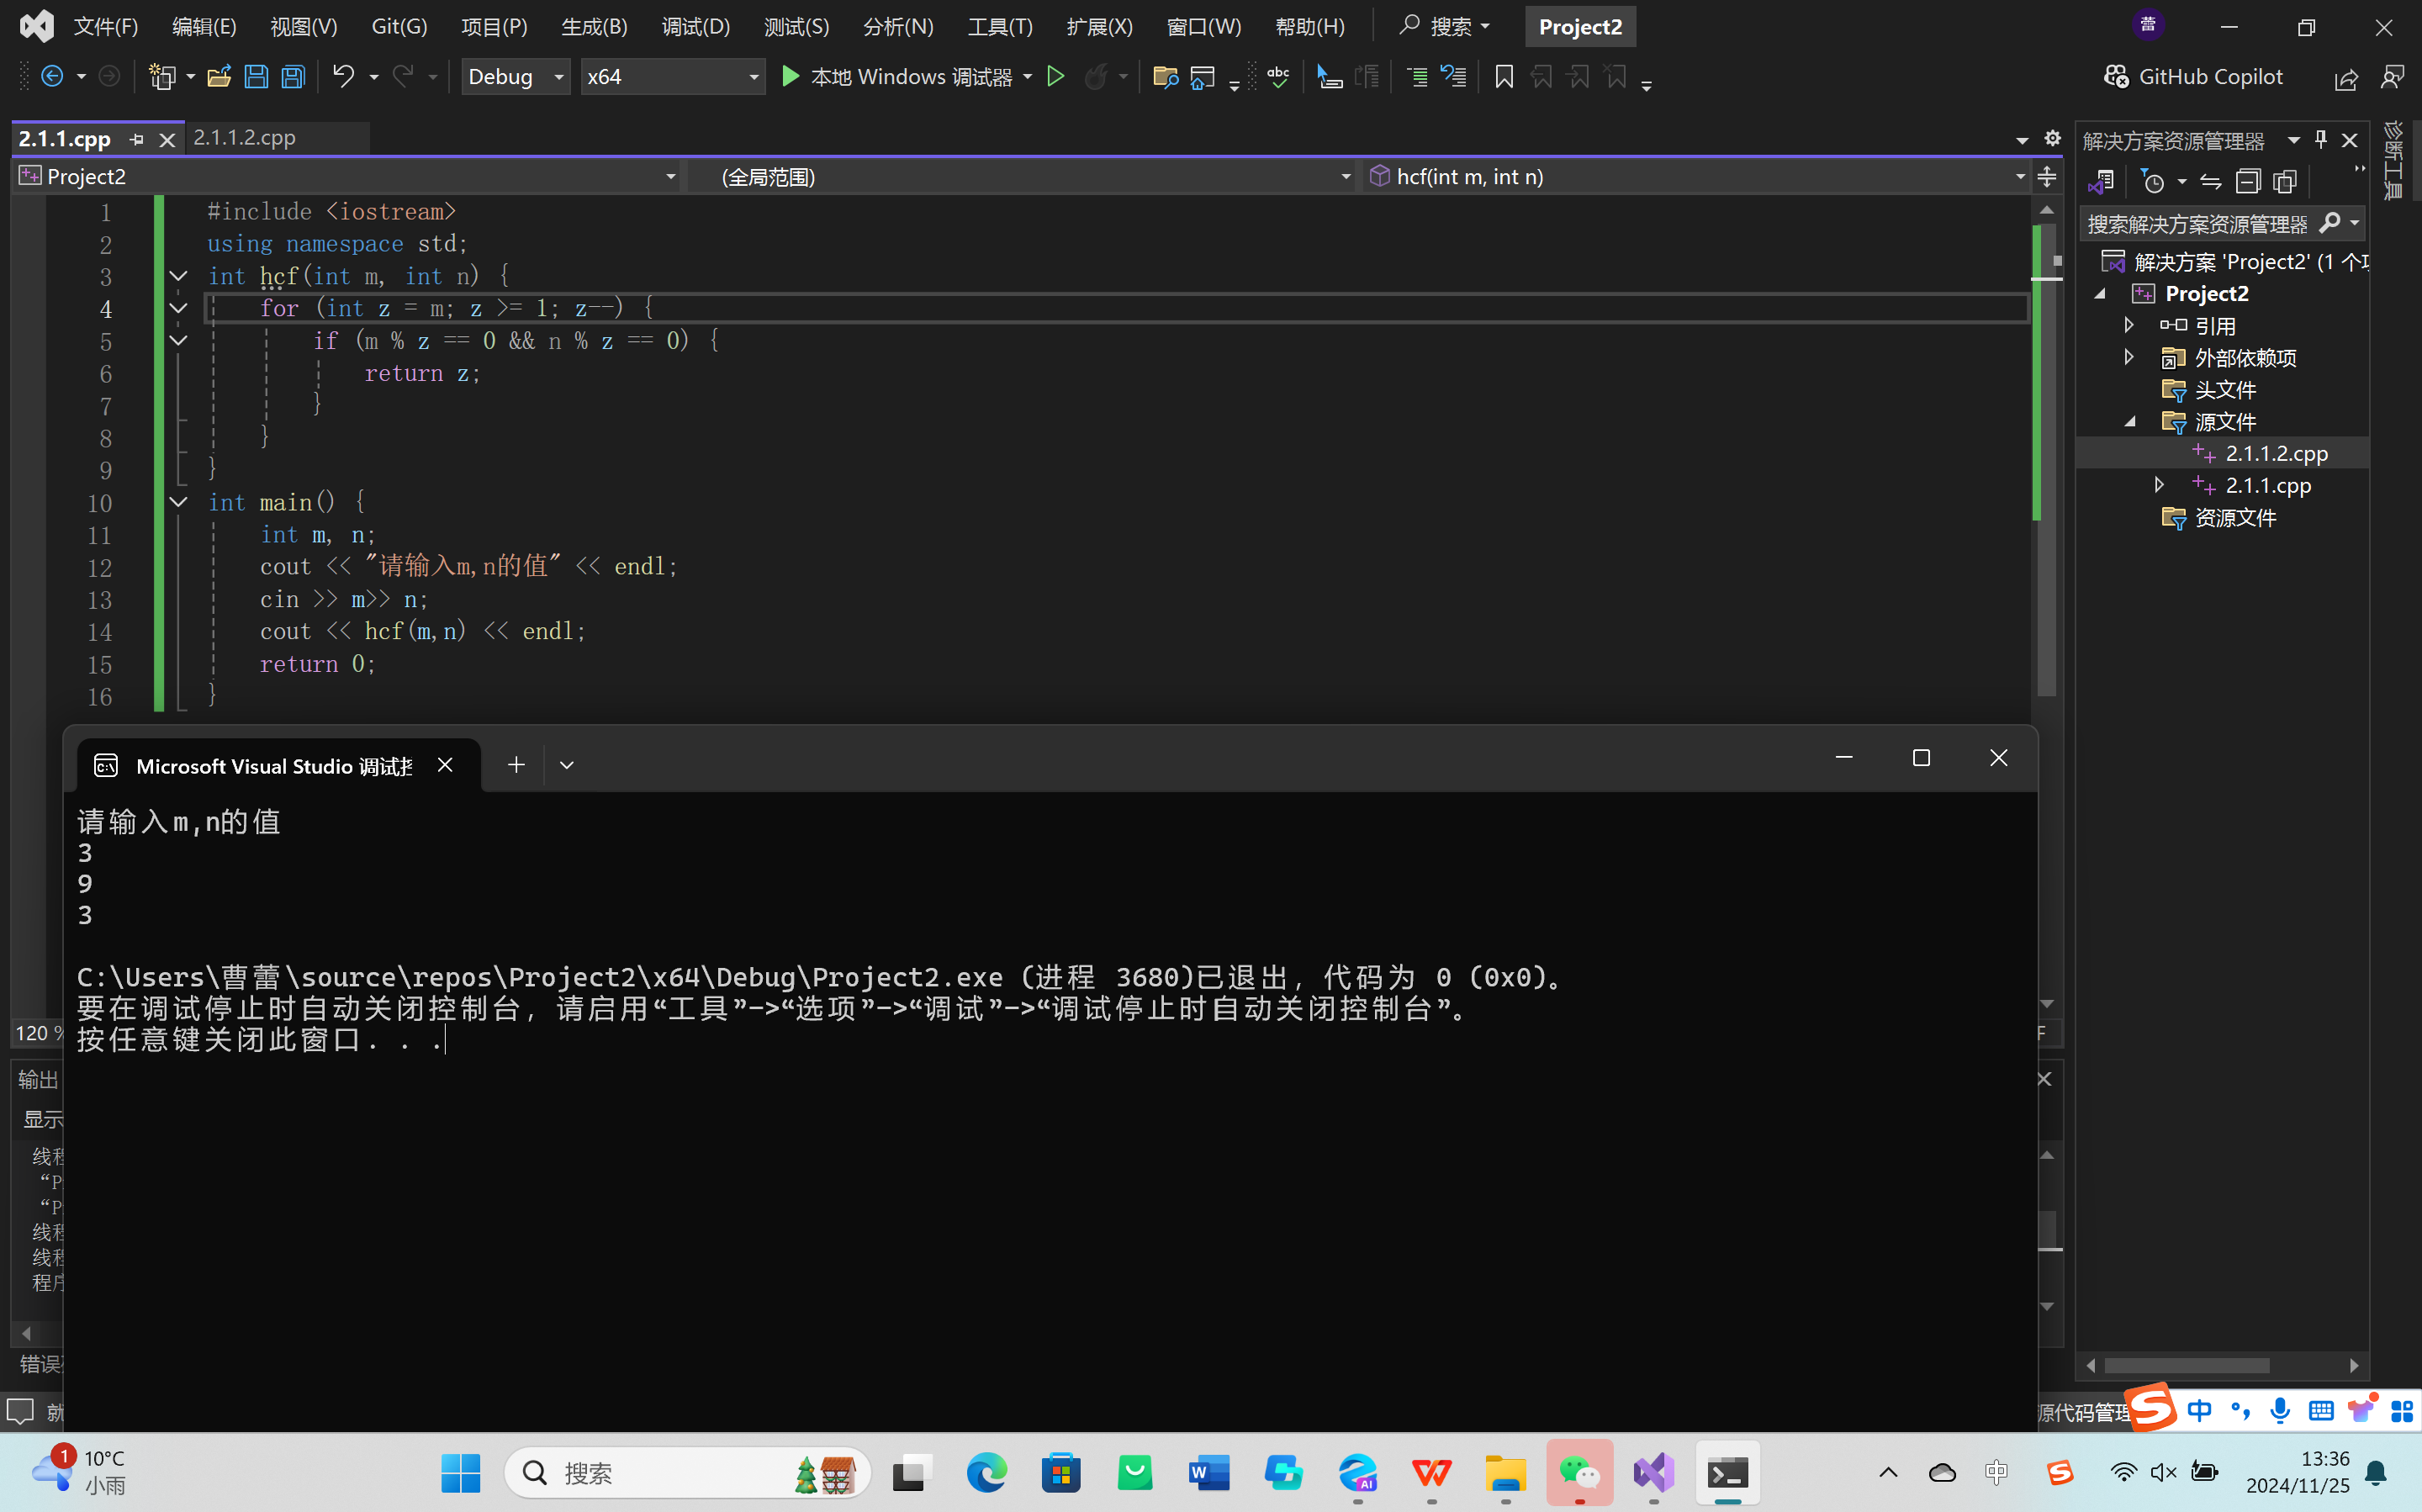 文件(F) 编辑(E) 视图(V) Git(G) 项目(P) 生成(B) 调试(D) 测试(S) 分析(N) 工具(T) 扩展(X) 窗口(W) 帮助(H) 搜索 Project2 蕾
Debug x64 本地 Windows 调试器 abc GitHub Copilot
2.1.1.cpp 2.1.1.2.cpp
Project2 (全局范围) hcf(int m, int n)
1 #include <iostream>
2 using namespace std;
3 int hcf(int m, int n) {
4 for (int z = m; z >= 1; z--) {
5 if (m % z == 0 && n % z == 0) {
6 return z;
7 }
8 }
9 }
10 int main() {
11 int m, n;
12 cout << "请输入m,n的值" << endl;
13 cin >> m>> n;
14 cout << hcf(m,n) << endl;
15 return 0;
16 }
解决方案资源管理器
诊断工具
搜索解决方案资源管理器
解决方案 'Project2' (1 个
Project2
引用
外部依赖项
头文件
源文件
2.1.1.2.cpp
2.1.1.cpp
资源文件
Microsoft Visual Studio 调试
请输入m,n的值
3
9
3
C:\Users\曹蕾\source\repos\Project2\x64\Debug\Project2.exe (进程 3680)已退出，代码为 0 (0x0)。
要在调试停止时自动关闭控制台，请启用“工具”->“选项”->“调试”->“调试停止时自动关闭控制台”。
按任意键关闭此窗口. . .
120 %
输出
显示
线程
“P
“P
线程
线程
程序
错误
就
源代码管理
中
1 10°C
小雨
搜索
W
AI
中
13:36
2024/11/25